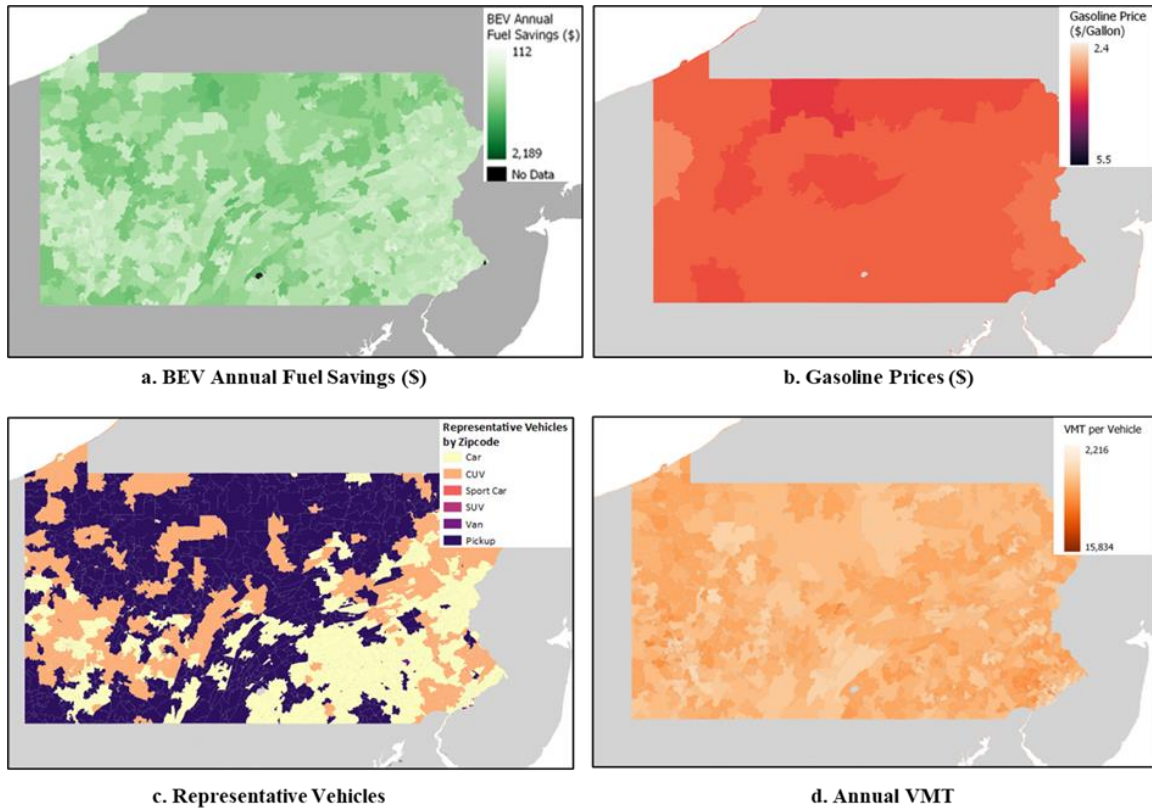 BEV Annual
Fuel Savings ($)
112
2,189
No Data
a. BEV Annual Fuel Savings ($)
Gasoline Price
($/Gallon)
2.4
5.5
b. Gasoline Prices ($)
Representative Vehicles
by Zipcode
Car
CUV
Sport Car
SUV
Van
Pickup
c. Representative Vehicles
VMT per Vehicle
2,216
15,834
d. Annual VMT